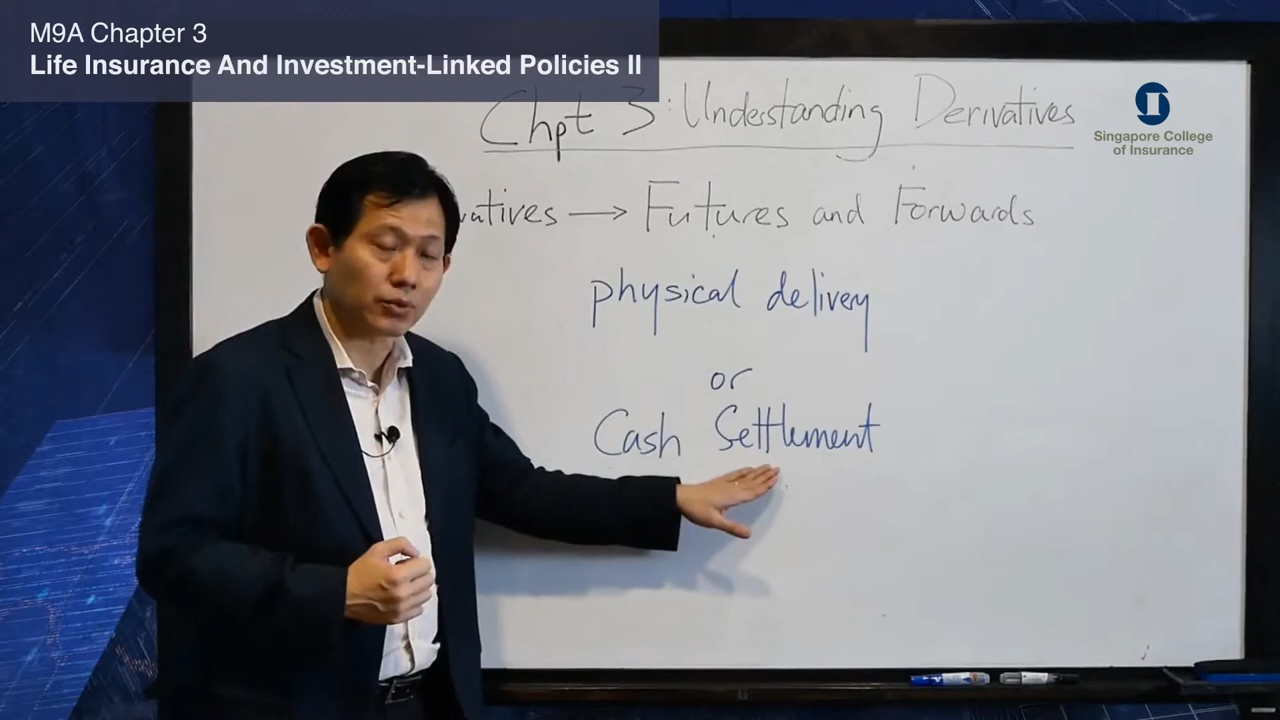 M9A Chapter 3
Life Insurance And Investment-Linked Policies II
Chpt 3: Understanding Derivatives
Singapore College
of Insurance
vatives → Futures and Forwards
physical delivery
or
Cash Settlement